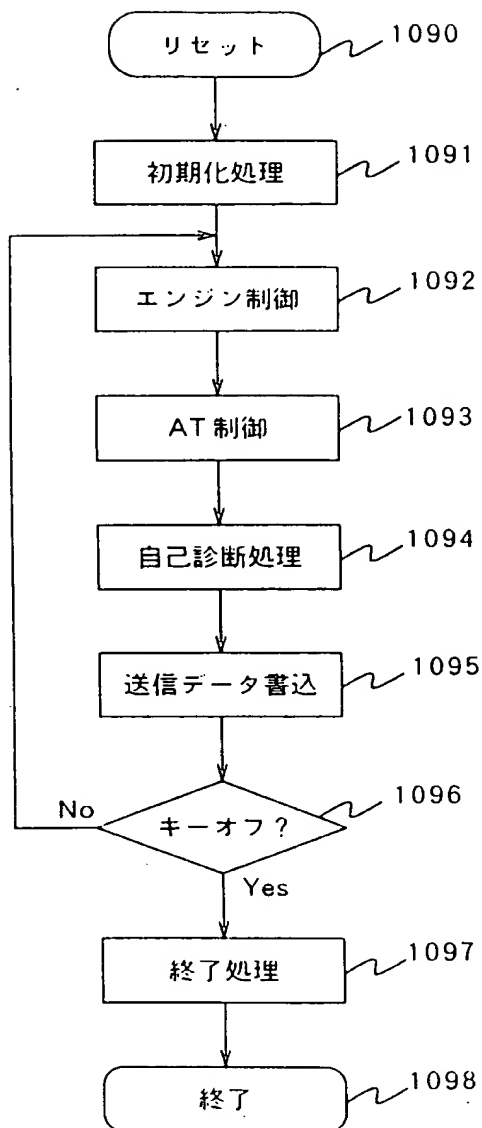 リセット
1090
初期化処理
1091
エンジン制御
1092
AT制御
1093
自己診断処理
1094
送信データ書込
1095
キーオフ?
1096
No
Yes
終了処理
1097
終了
1098